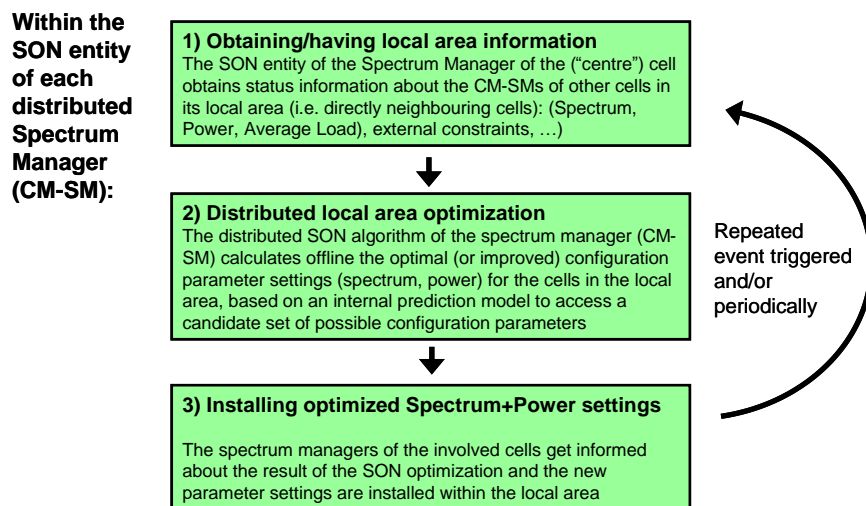 Within the
SON entity
of each
distributed
Spectrum
Manager
(CM-SM):
1) Obtaining/having local area information
The SON entity of the Spectrum Manager of the (“centre”) cell
obtains status information about the CM-SMs of other cells in
its local area (i.e. directly neighbouring cells): (Spectrum,
Power, Average Load), external constraints, …)
2) Distributed local area optimization
The distributed SON algorithm of the spectrum manager (CM-
SM) calculates offline the optimal (or improved) configuration
parameter settings (spectrum, power) for the cells in the local
area, based on an internal prediction model to access a
candidate set of possible configuration parameters
Repeated
event triggered
and/or
periodically
3) Installing optimized Spectrum+Power settings
The spectrum managers of the involved cells get informed
about the result of the SON optimization and the new
parameter settings are installed within the local area